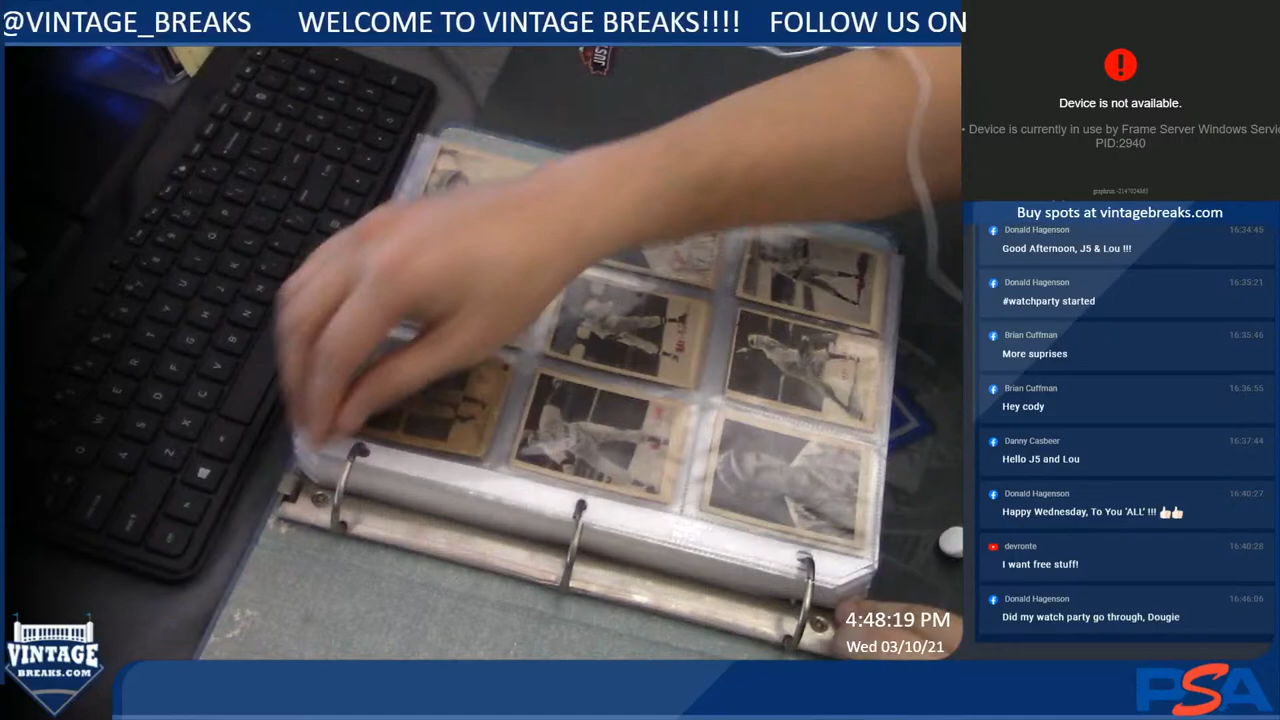 @VINTAGE_BREAKS WELCOME TO VINTAGE BREAKS!!!! FOLLOW US ON
Device is not available.
• Device is currently in use by Frame Server Windows Servic
PID:2940
Buy spots at vintagebreaks.com
Donald Hagenson 16:34:45
Good Afternoon, J5 & Lou !!!
Donald Hagenson 16:35:21
#watchparty started
Brian Cuffman 16:35:46
More suprises
Brian Cuffman 16:36:55
Hey cody
Danny Casbeer 16:37:44
Hello J5 and Lou
Donald Hagenson 16:40:27
Happy Wednesday, To You 'ALL' !!! 👍🏻👍🏻
devronte 16:40:28
I want free stuff!
Donald Hagenson 16:46:06
Did my watch party go through, Dougie
4:48:19 PM
Wed 03/10/21
VINTAGE
BREAKS.COM
PSA